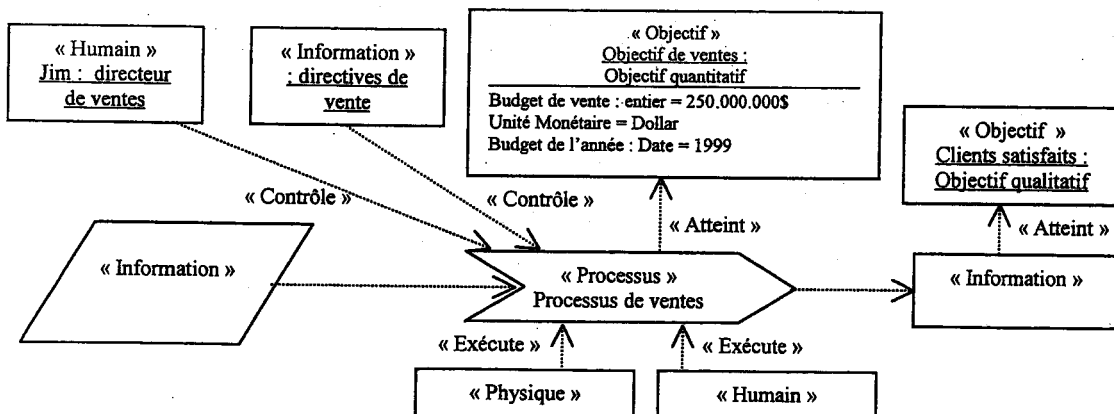 « Humain »
Jim : directeur
de ventes
« Information »
: directives de
vente
« Objectif »
Objectif de ventes :
Objectif quantitatif
Budget de vente : entier = 250.000.000$
Unité Monétaire = Dollar
Budget de l'année : Date = 1999
« Objectif »
Clients satisfaits :
Objectif qualitatif
« Contrôle »
« Contrôle »
« Atteint »
« Atteint »
« Information »
« Processus »
Processus de ventes
« Information »
« Exécute »
« Exécute »
« Physique »
« Humain »